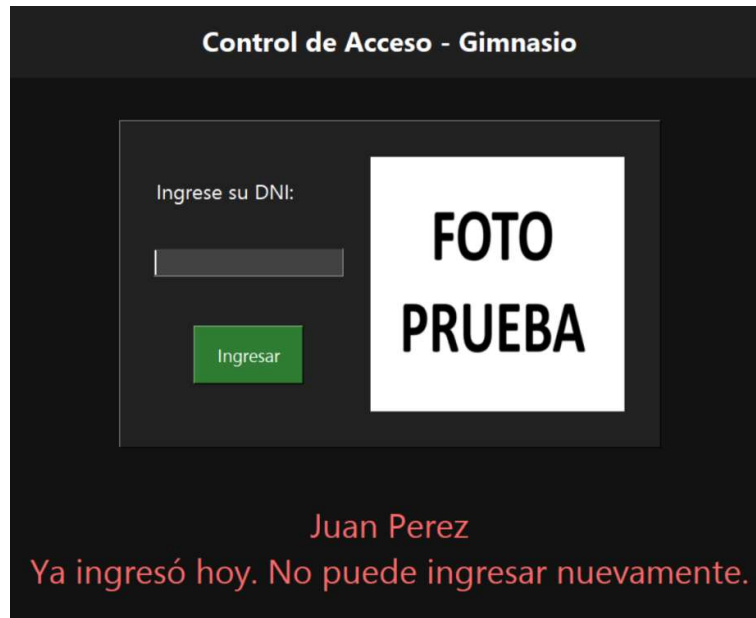 Control de Acceso - Gimnasio
Ingrese su DNI:
Ingresar
FOTO
PRUEBA
Juan Perez
Ya ingresó hoy. No puede ingresar nuevamente.